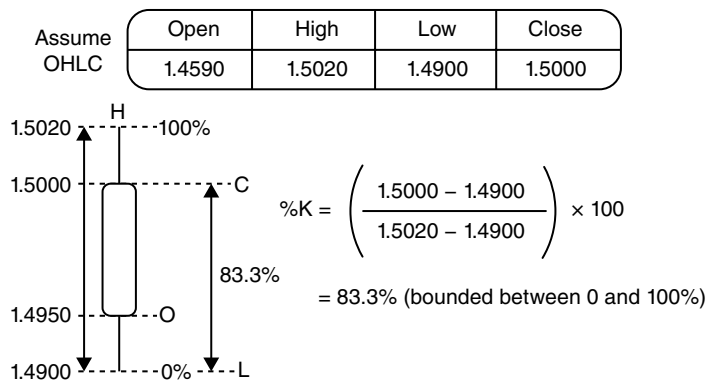 Assume OHLC
Open High Low Close
1.4590 1.5020 1.4900 1.5000
H
1.5020 100%
1.5000 C
%K = ( 1.5000 – 1.4900 / 1.5020 – 1.4900 ) × 100
83.3%
= 83.3% (bounded between 0 and 100%)
1.4950 O
1.4900 0% L